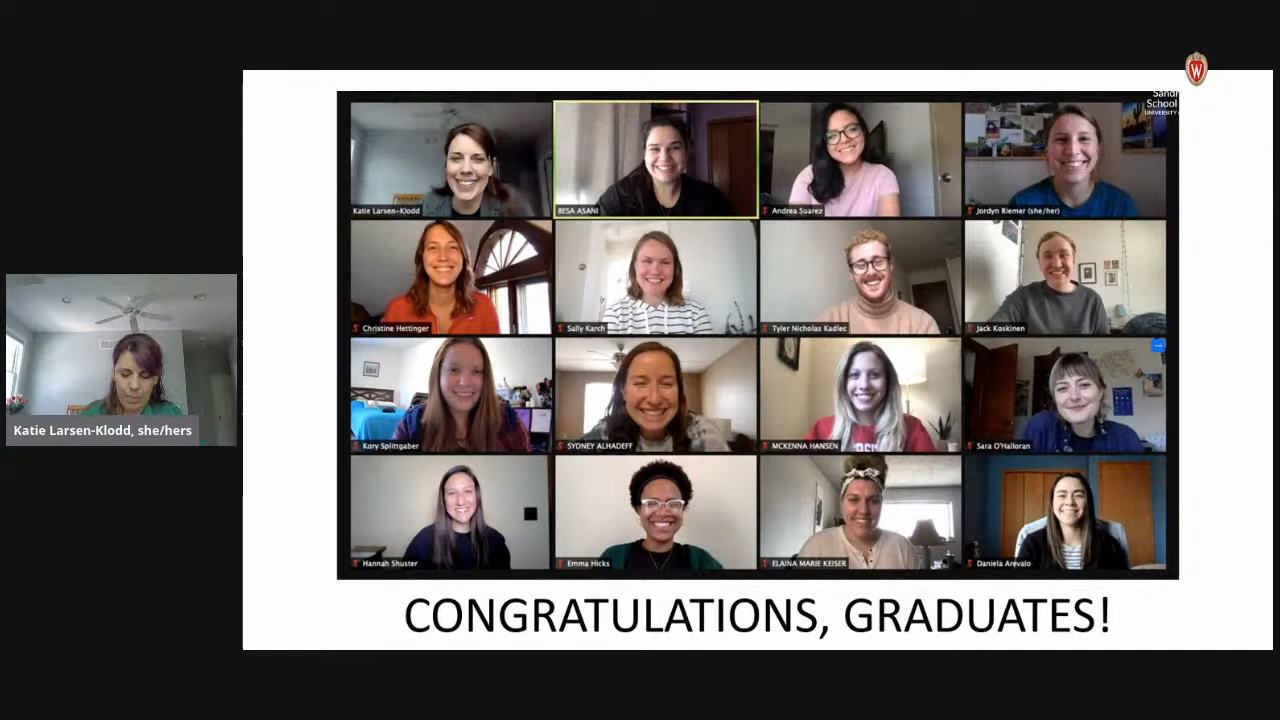 W
School
UNIVERSITY
Katie Larsen-Klodd
BESA ASANI
Andrea Suarez
Jordyn Riemer (she/her)
Christine Hettinger
Sally Karch
Tyler Nicholas Kadlec
Jack Koskinen
Kory Splittgaber
SYDNEY ALHADEFF
MCKENNA HANSEN
Sara O'Halloran
Katie Larsen-Klodd, she/hers
Hannah Shuster
Emma Hicks
ELAINA MARIE KEISER
Daniela Arevalo
CONGRATULATIONS, GRADUATES!